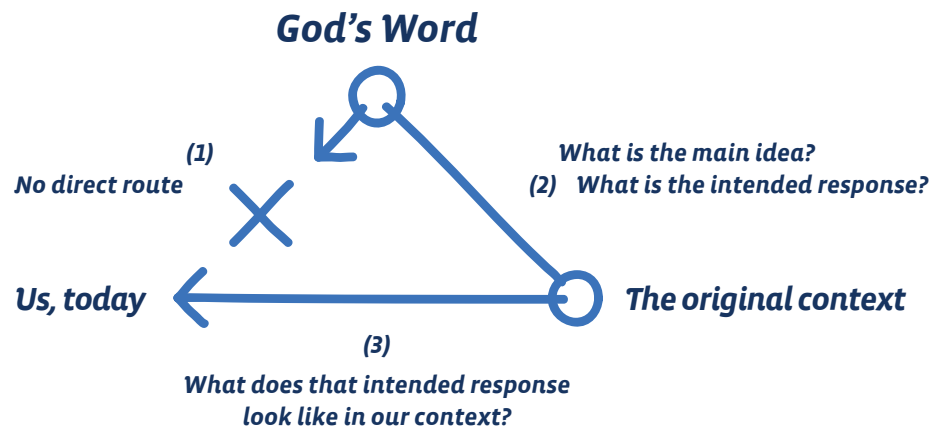 God’s Word
(1)
No direct route
What is the main idea?
(2) What is the intended response?
Us, today
The original context
(3)
What does that intended response
look like in our context?